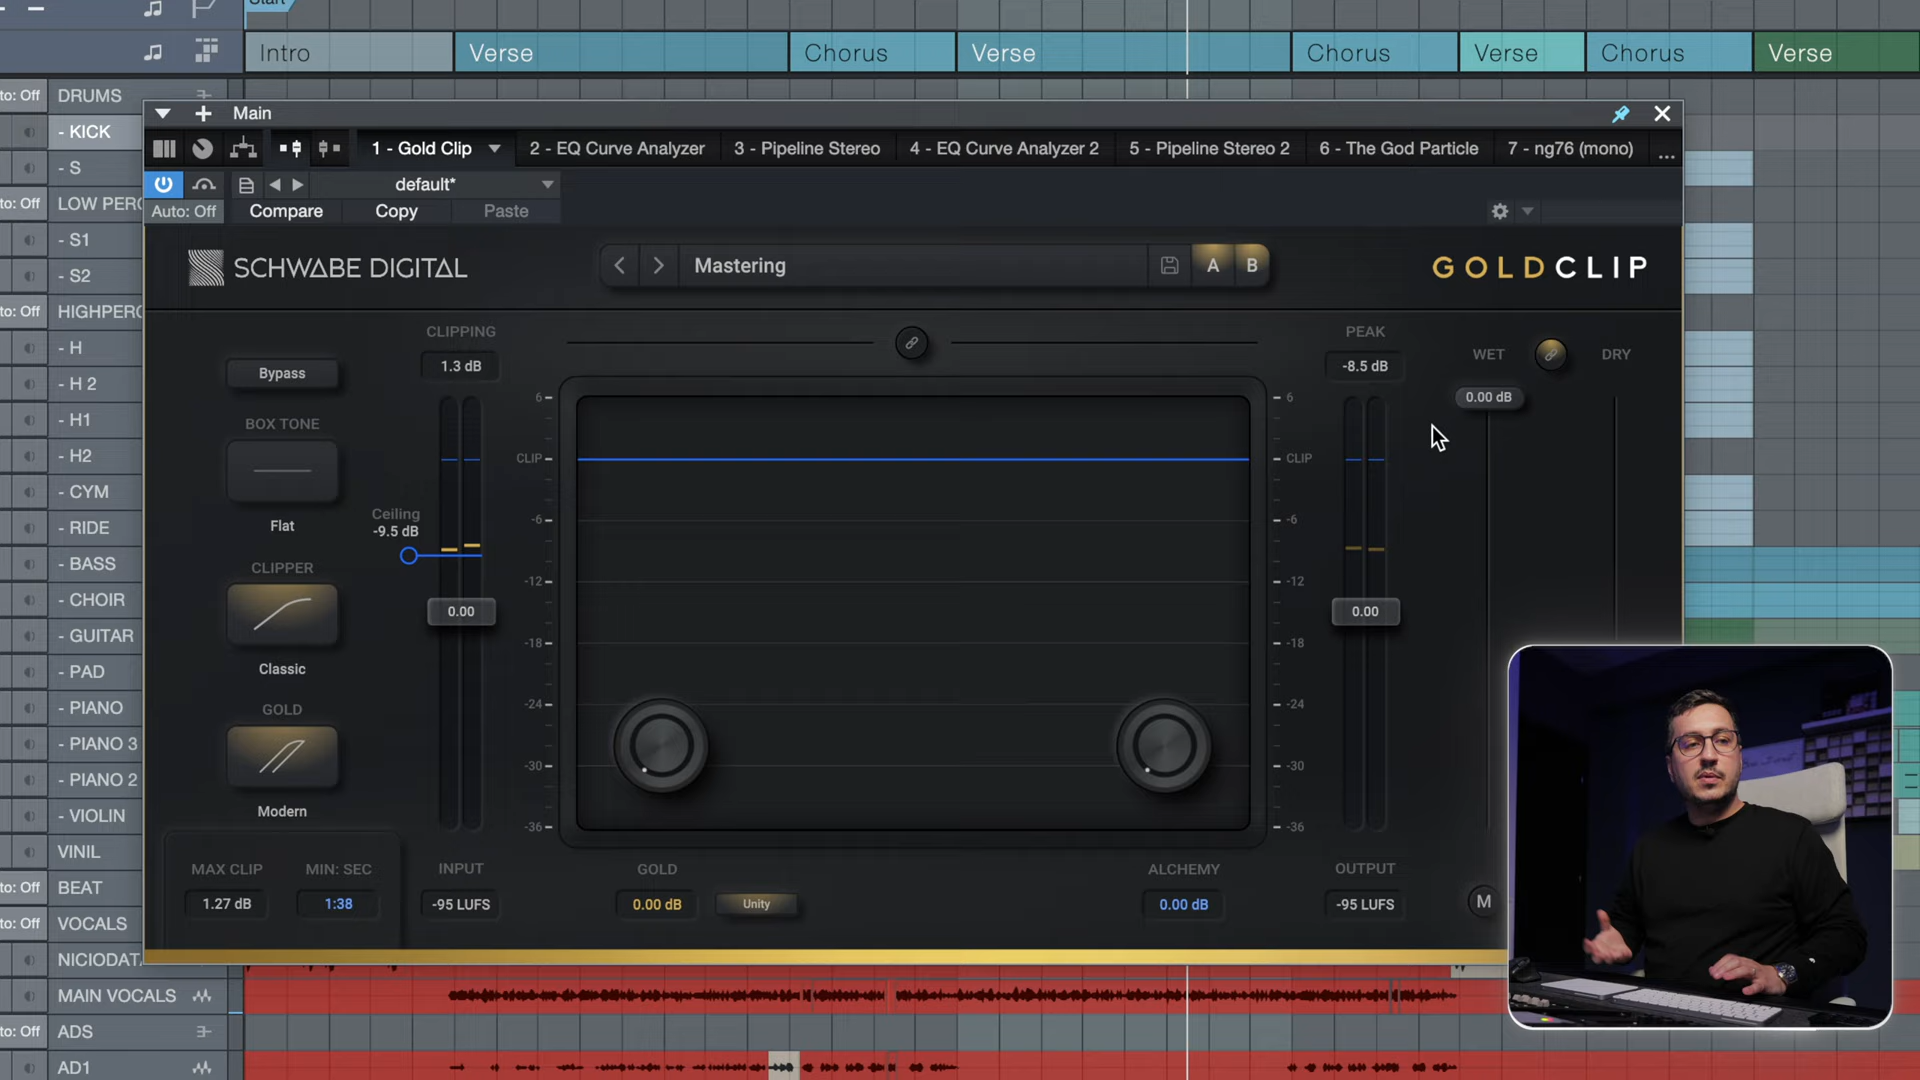 Start
Intro
Verse
Chorus
Verse
Chorus
Verse
Chorus
Verse
to: Off
DRUMS
- KICK
- S
to: Off
LOW PERC
- S1
- S2
to: Off
HIGHPERC
- H
- H 2
- H1
- H2
- CYM
- RIDE
to: Off
- BASS
- CHOIR
- GUITAR
- PAD
- PIANO
- PIANO 3
- PIANO 2
- VIOLIN
VINIL
to: Off
BEAT
to: Off
VOCALS
NICIODATA
MAIN VOCALS
to: Off
ADS
AD1
Main
1 - Gold Clip
2 - EQ Curve Analyzer
3 - Pipeline Stereo
4 - EQ Curve Analyzer 2
5 - Pipeline Stereo 2
6 - The God Particle
7 - ng76 (mono)
...
default*
Auto: Off
Compare
Copy
Paste
SCHWABE DIGITAL
Mastering
A
B
GOLDCLIP
Bypass
BOX TONE
Flat
CLIPPER
Classic
GOLD
Modern
MAX CLIP
MIN: SEC
1.27 dB
1:38
CLIPPING
1.3 dB
Ceiling
-9.5 dB
0.00
INPUT
-95 LUFS
6
CLIP
-6
-12
-18
-24
-30
-36
GOLD
0.00 dB
Unity
ALCHEMY
0.00 dB
6
CLIP
-6
-12
-18
-24
-30
-36
PEAK
-8.5 dB
0.00
OUTPUT
-95 LUFS
WET
DRY
0.00 dB
M